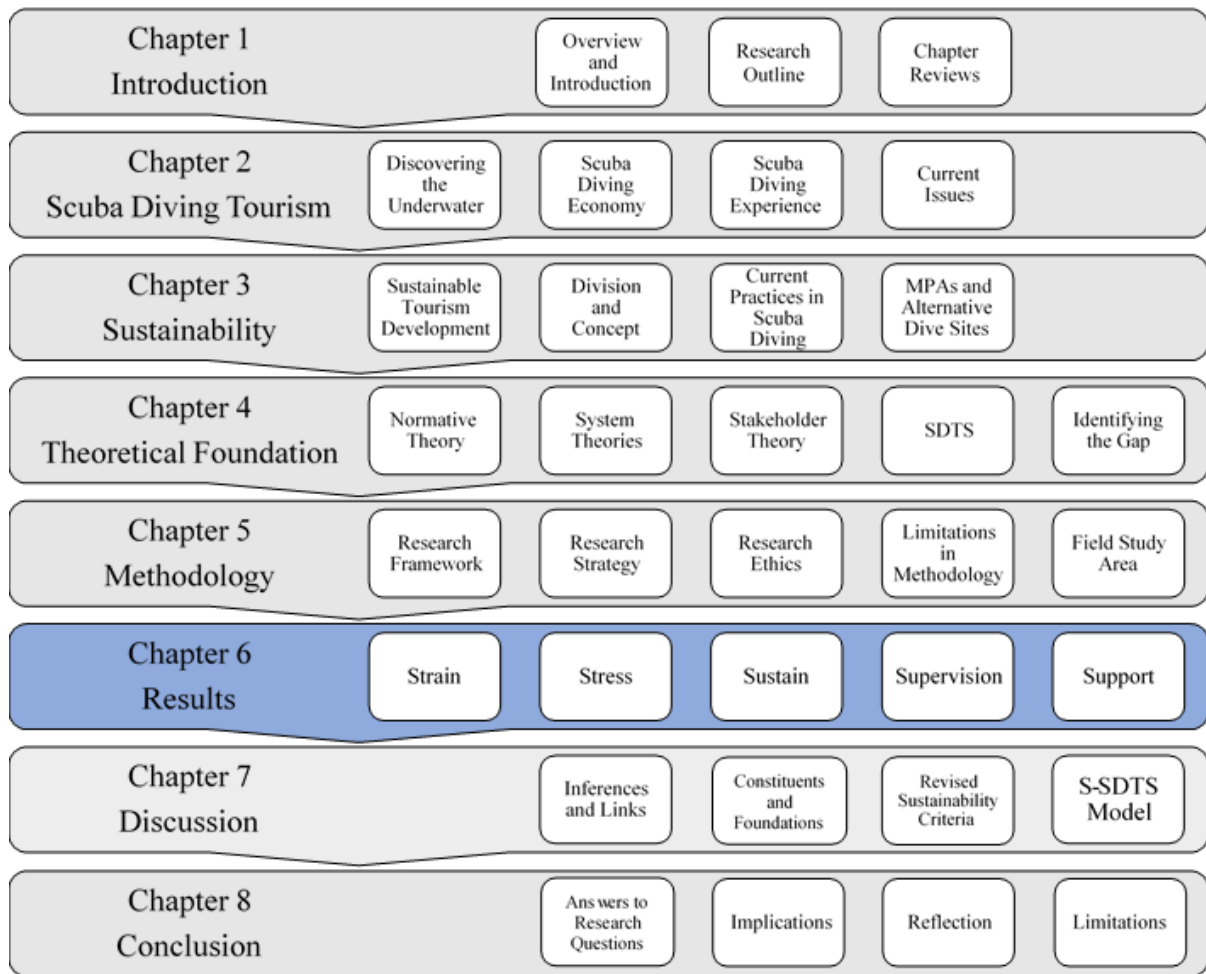 Chapter 1
Introduction
Overview
and
Introduction
Research
Outline
Chapter
Reviews
Chapter 2
Scuba Diving Tourism
Discovering
the
Underwater
Scuba
Diving
Economy
Scuba
Diving
Experience
Current
Issues
Chapter 3
Sustainability
Sustainable
Tourism
Development
Division
and
Concept
Current
Practices in
Scuba
Diving
MPAs and
Alternative
Dive Sites
Chapter 4
Theoretical Foundation
Normative
Theory
System
Theories
Stakeholder
Theory
SDTS
Identifying
the Gap
Chapter 5
Methodology
Research
Framework
Research
Strategy
Research
Ethics
Limitations
in
Methodology
Field Study
Area
Chapter 6
Results
Strain
Stress
Sustain
Supervision
Support
Chapter 7
Discussion
Inferences
and Links
Constituents
and
Foundations
Revised
Sustainability
Criteria
S-SDTS
Model
Chapter 8
Conclusion
Answers to
Research
Questions
Implications
Reflection
Limitations